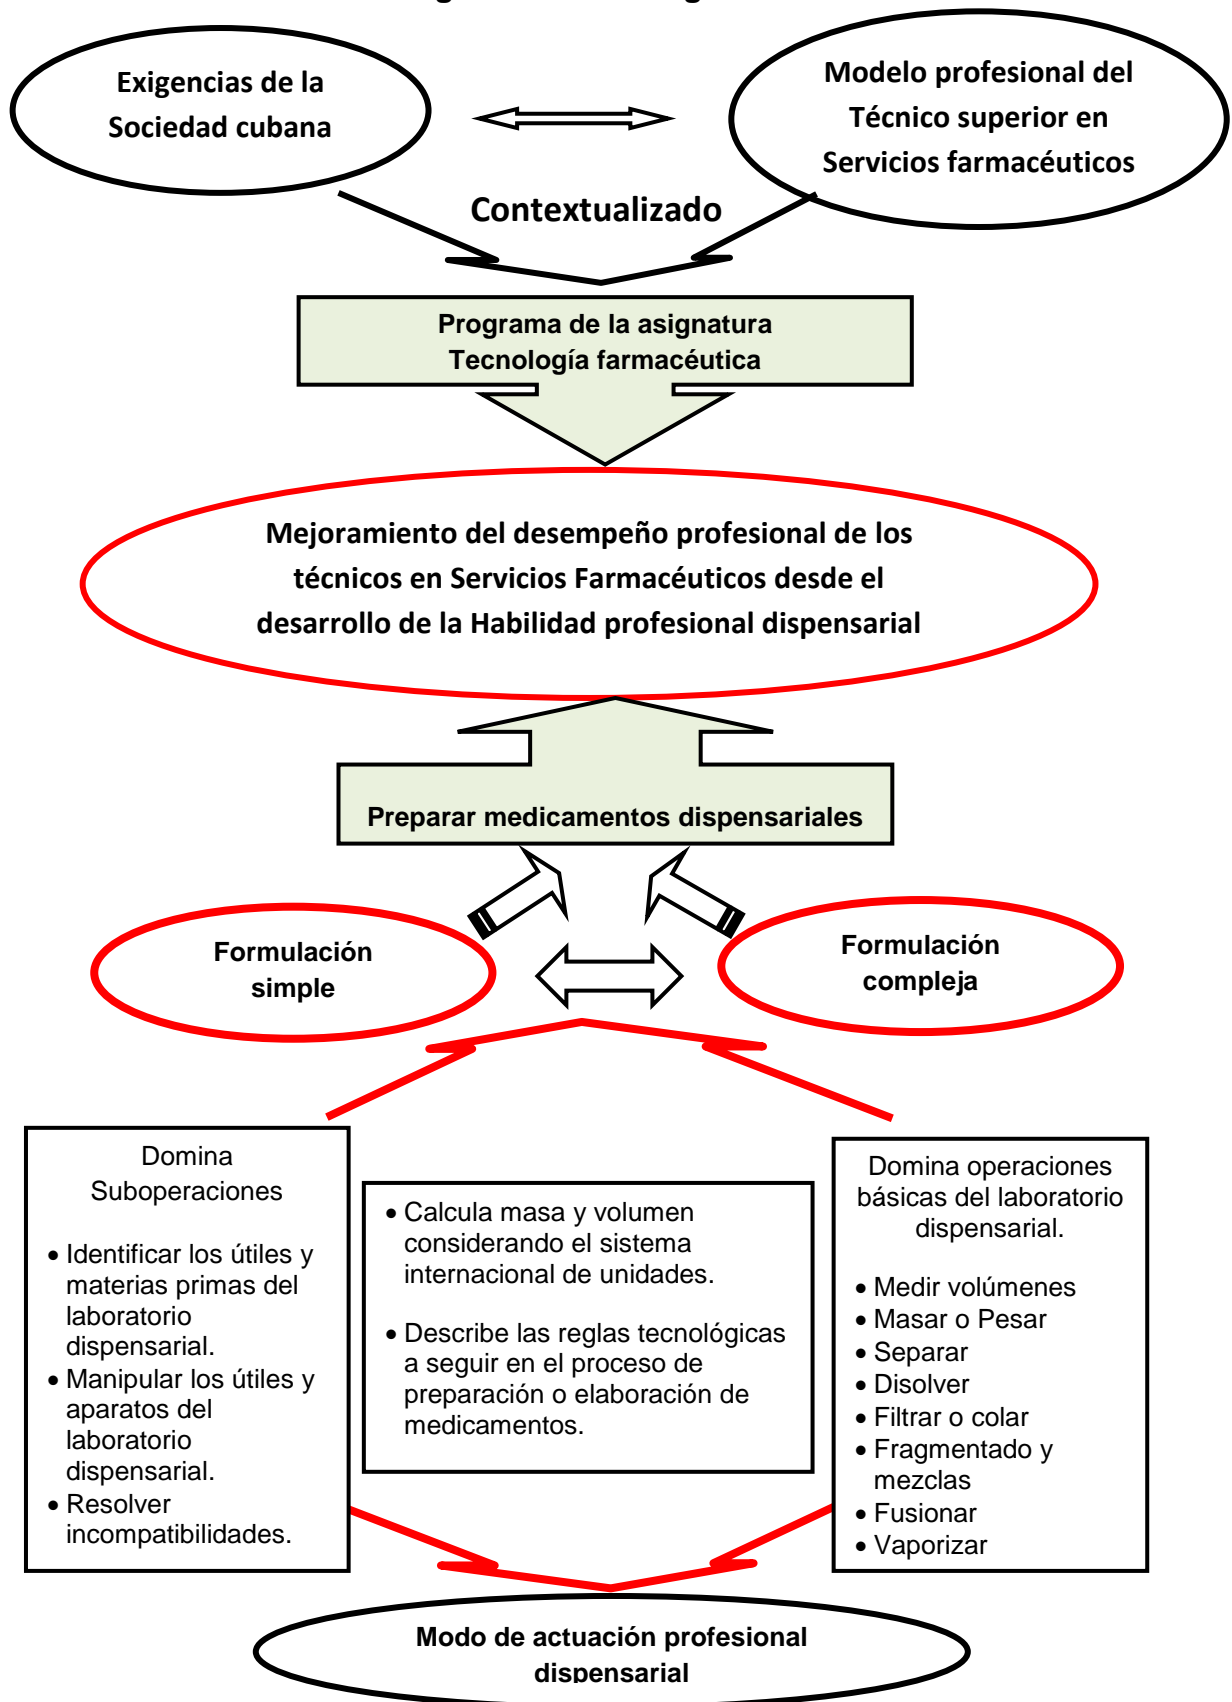 Exigencias de la
Sociedad cubana
Modelo profesional del
Técnico superior en
Servicios farmacéuticos
Contextualizado
Programa de la asignatura
Tecnología farmacéutica
Mejoramiento del desempeño profesional de los
técnicos en Servicios Farmacéuticos desde el
desarrollo de la Habilidad profesional dispensarial
Preparar medicamentos dispensariales
Formulación
simple
Formulación
compleja
Domina
Suboperaciones
• Identificar los útiles y
materias primas del
laboratorio
dispensarial.
• Manipular los útiles y
aparatos del
laboratorio
dispensarial.
• Resolver
incompatibilidades.
• Calcula masa y volumen
considerando el sistema
internacional de unidades.
• Describe las reglas tecnológicas
a seguir en el proceso de
preparación o elaboración de
medicamentos.
Domina operaciones
básicas del laboratorio
dispensarial.
• Medir volúmenes
• Masar o Pesar
• Separar
• Disolver
• Filtrar o colar
• Fragmentado y
mezclas
• Fusionar
• Vaporizar
Modo de actuación profesional
dispensarial